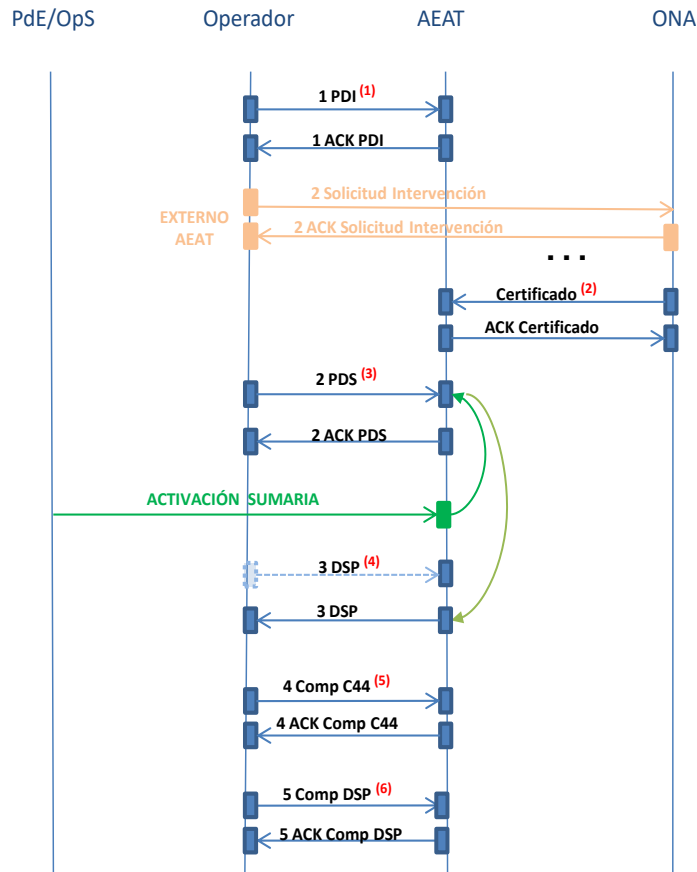 PdE/OpS Operador AEAT ONA
1 PDI (1)
1 ACK PDI
2 Solicitud Intervención
EXTERNO
AEAT
2 ACK Solicitud Intervención
...
Certificado (2)
ACK Certificado
2 PDS (3)
2 ACK PDS
ACTIVACIÓN SUMARIA
3 DSP (4)
3 DSP
4 Comp C44 (5)
4 ACK Comp C44
5 Comp DSP (6)
5 ACK Comp DSP